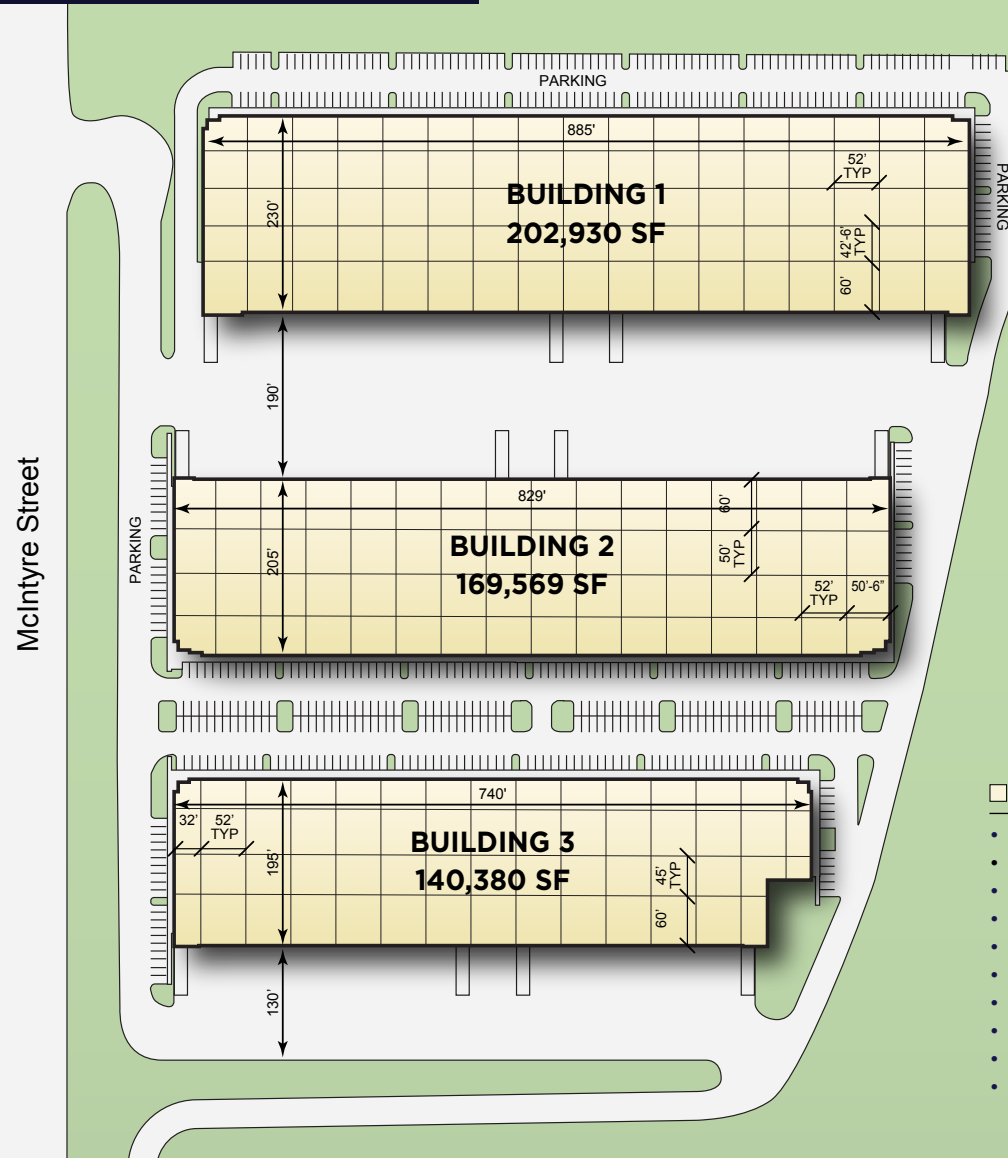 PARKING
885'
52'
TYP
PARKING
BUILDING 1
202,930 SF
230'
42'-6'
TYP
60'
190'
McIntyre Street
PARKING
829'
60'
BUILDING 2
169,569 SF
205'
50'
TYP
52'
TYP
50'-6"
740'
32'
52'
TYP
BUILDING 3
140,380 SF
195'
45'
TYP
60'
130'